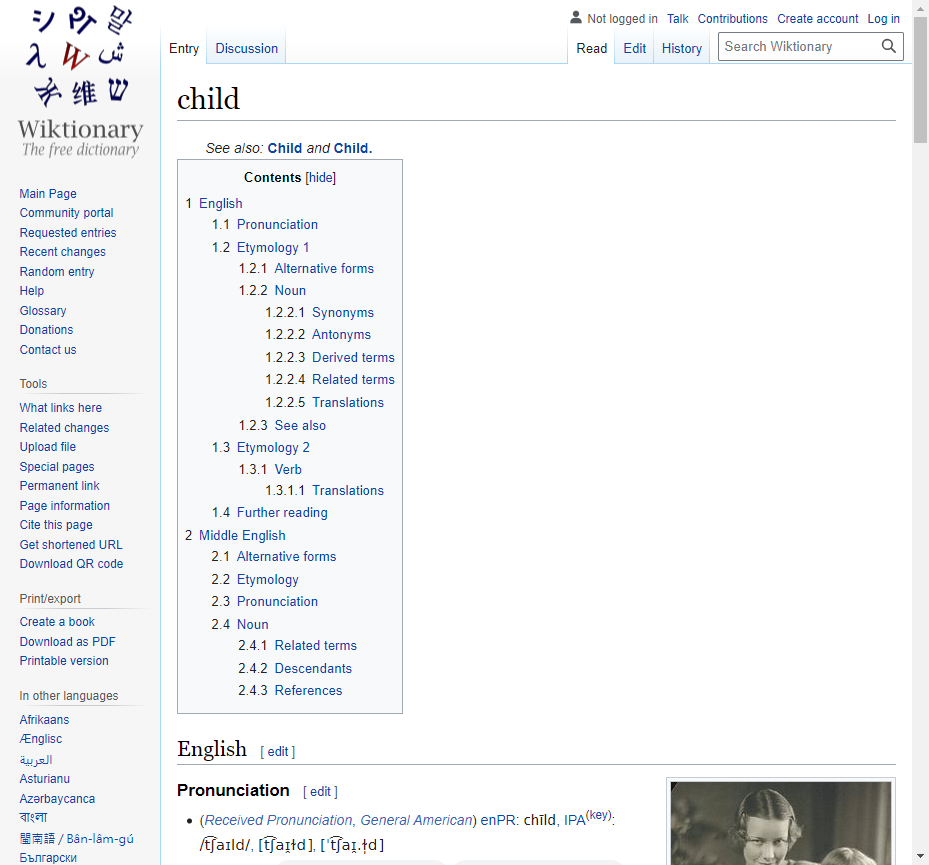 Not logged in Talk Contributions Create account Log in
Entry Discussion Read Edit History Search Wiktionary
シ ợ 말
λ W ش
维 ש
Wiktionary
The free dictionary
Main Page
Community portal
Requested entries
Recent changes
Random entry
Help
Glossary
Donations
Contact us
Tools
What links here
Related changes
Upload file
Special pages
Permanent link
Page information
Cite this page
Get shortened URL
Download QR code
Print/export
Create a book
Download as PDF
Printable version
In other languages
Afrikaans
Ænglisc
العربية
Asturianu
Azərbaycanca
বাংলা
閩南語 / Bân-lâm-gú
Български
child
See also: Child and Child.
Contents [hide]
1 English
1.1 Pronunciation
1.2 Etymology 1
1.2.1 Alternative forms
1.2.2 Noun
1.2.2.1 Synonyms
1.2.2.2 Antonyms
1.2.2.3 Derived terms
1.2.2.4 Related terms
1.2.2.5 Translations
1.2.3 See also
1.3 Etymology 2
1.3.1 Verb
1.3.1.1 Translations
1.4 Further reading
2 Middle English
2.1 Alternative forms
2.2 Etymology
2.3 Pronunciation
2.4 Noun
2.4.1 Related terms
2.4.2 Descendants
2.4.3 References
English [ edit ]
Pronunciation [ edit ]
• (Received Pronunciation, General American) enPR: chīld, IPA(key):
/t͡ʃaɪld/, [t͡ʃaɪ̯ɫd], [ˈt͡ʃaɪ̯.ɫ̩d]